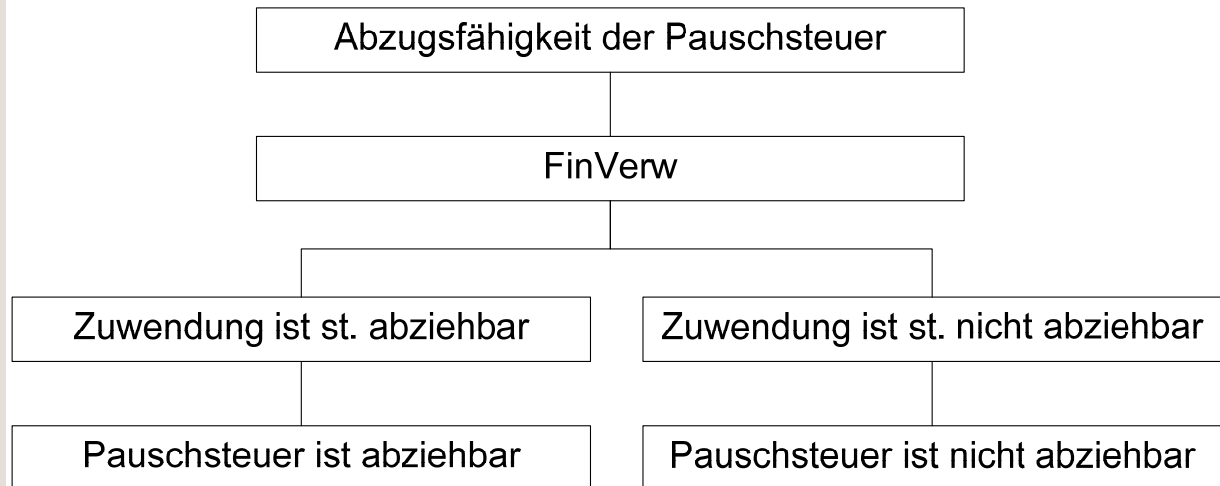 Abzugsfähigkeit der Pauschsteuer
FinVerw
Zuwendung ist st. abziehbar
Zuwendung ist st. nicht abziehbar
Pauschsteuer ist abziehbar
Pauschsteuer ist nicht abziehbar